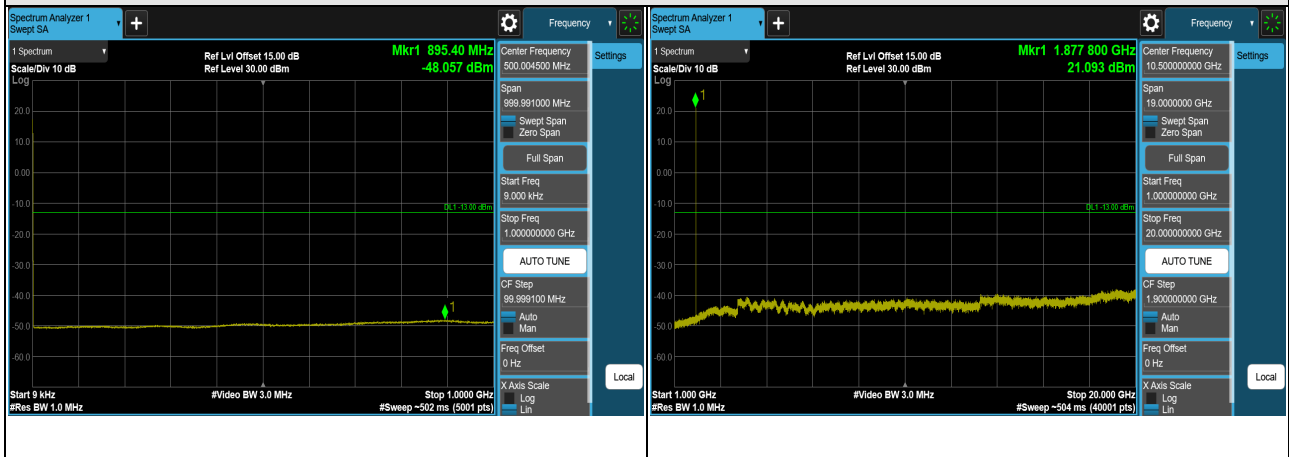 Spectrum Analyzer 1
Swept SA
+
Frequency
1 Spectrum
Scale/Div 10 dB
Log
Ref Lvl Offset 15.00 dB
Ref Level 30.00 dBm
Mkr1 895.40 MHz
-48.057 dBm
1
20.0
10.0
0.00
-10.0
-20.0
-30.0
-40.0
-50.0
-60.0
DL1 -13.00 dBm
Start 9 kHz
#Res BW 1.0 MHz
#Video BW 3.0 MHz
Stop 1.0000 GHz
#Sweep ~502 ms (5001 pts)
Center Frequency
500.004500 MHz
Settings
Span
999.991000 MHz
Swept Span
Zero Span
Full Span
Start Freq
9.000 kHz
Stop Freq
1.000000000 GHz
AUTO TUNE
CF Step
99.999100 MHz
Auto
Man
Freq Offset
0 Hz
X Axis Scale
Log
Lin
Local
Spectrum Analyzer 1
Swept SA
+
Frequency
1 Spectrum
Scale/Div 10 dB
Log
Ref Lvl Offset 15.00 dB
Ref Level 30.00 dBm
Mkr1 1.877 800 GHz
21.093 dBm
1
20.0
10.0
0.00
-10.0
-20.0
-30.0
-40.0
-50.0
-60.0
DL1 -13.00 dBm
Start 1.000 GHz
#Res BW 1.0 MHz
#Video BW 3.0 MHz
Stop 20.000 GHz
#Sweep ~504 ms (40001 pts)
Center Frequency
10.500000000 GHz
Settings
Span
19.0000000 GHz
Swept Span
Zero Span
Full Span
Start Freq
1.000000000 GHz
Stop Freq
20.000000000 GHz
AUTO TUNE
CF Step
1.900000000 GHz
Auto
Man
Freq Offset
0 Hz
X Axis Scale
Log
Lin
Local